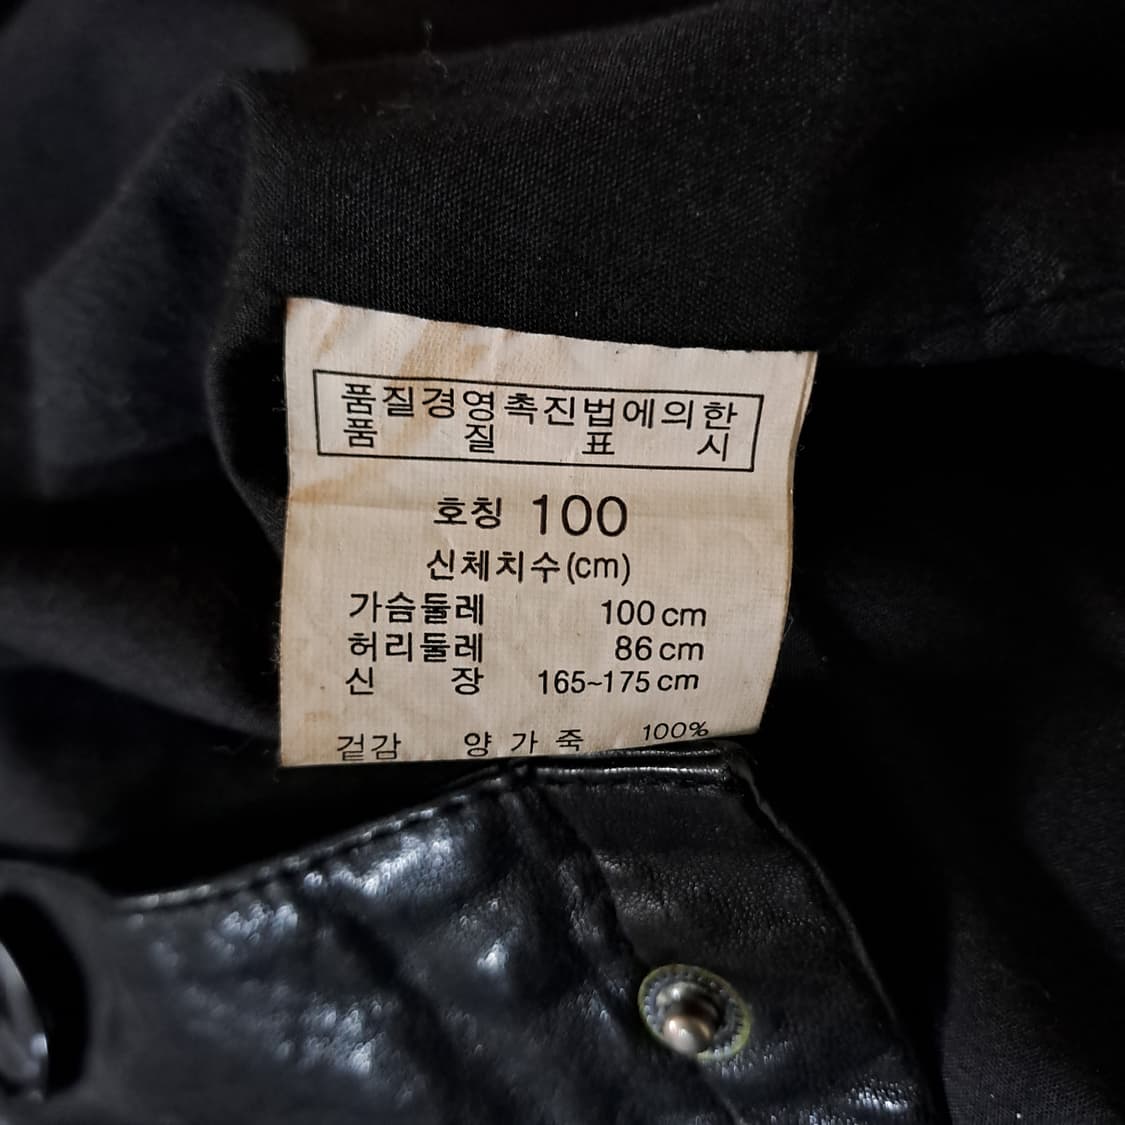 품질경영촉진법에의한
품 질 표 시
호칭 100
신체치수(cm)
가슴둘레 100cm
허리둘레 86cm
신 장 165~175cm
겉감 양가죽 100%